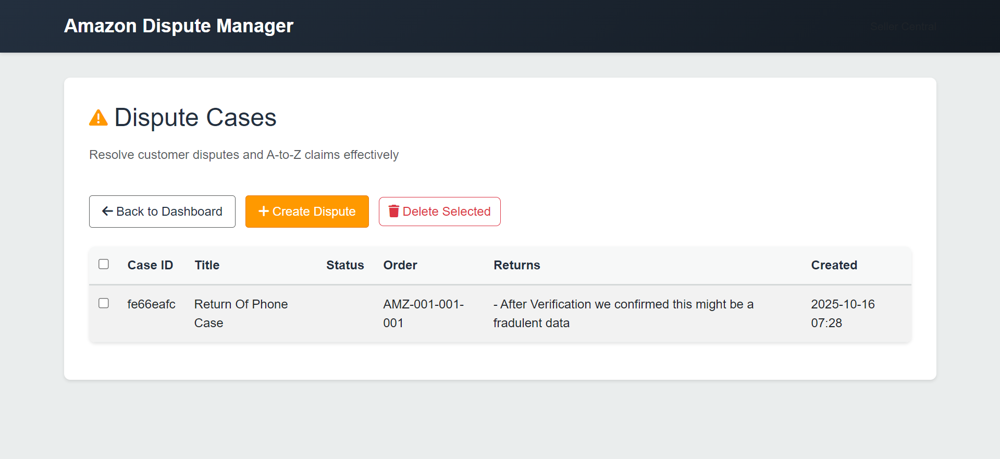 Amazon Dispute Manager
Seller Central
Dispute Cases
Resolve customer disputes and A-to-Z claims effectively
Back to Dashboard
Create Dispute
Delete Selected
Case ID Title Status Order Returns Created
fe66eafc Return Of Phone AMZ-001-001- - After Verification we confirmed this might be a 2025-10-16
Case 001 fradulent data 07:28